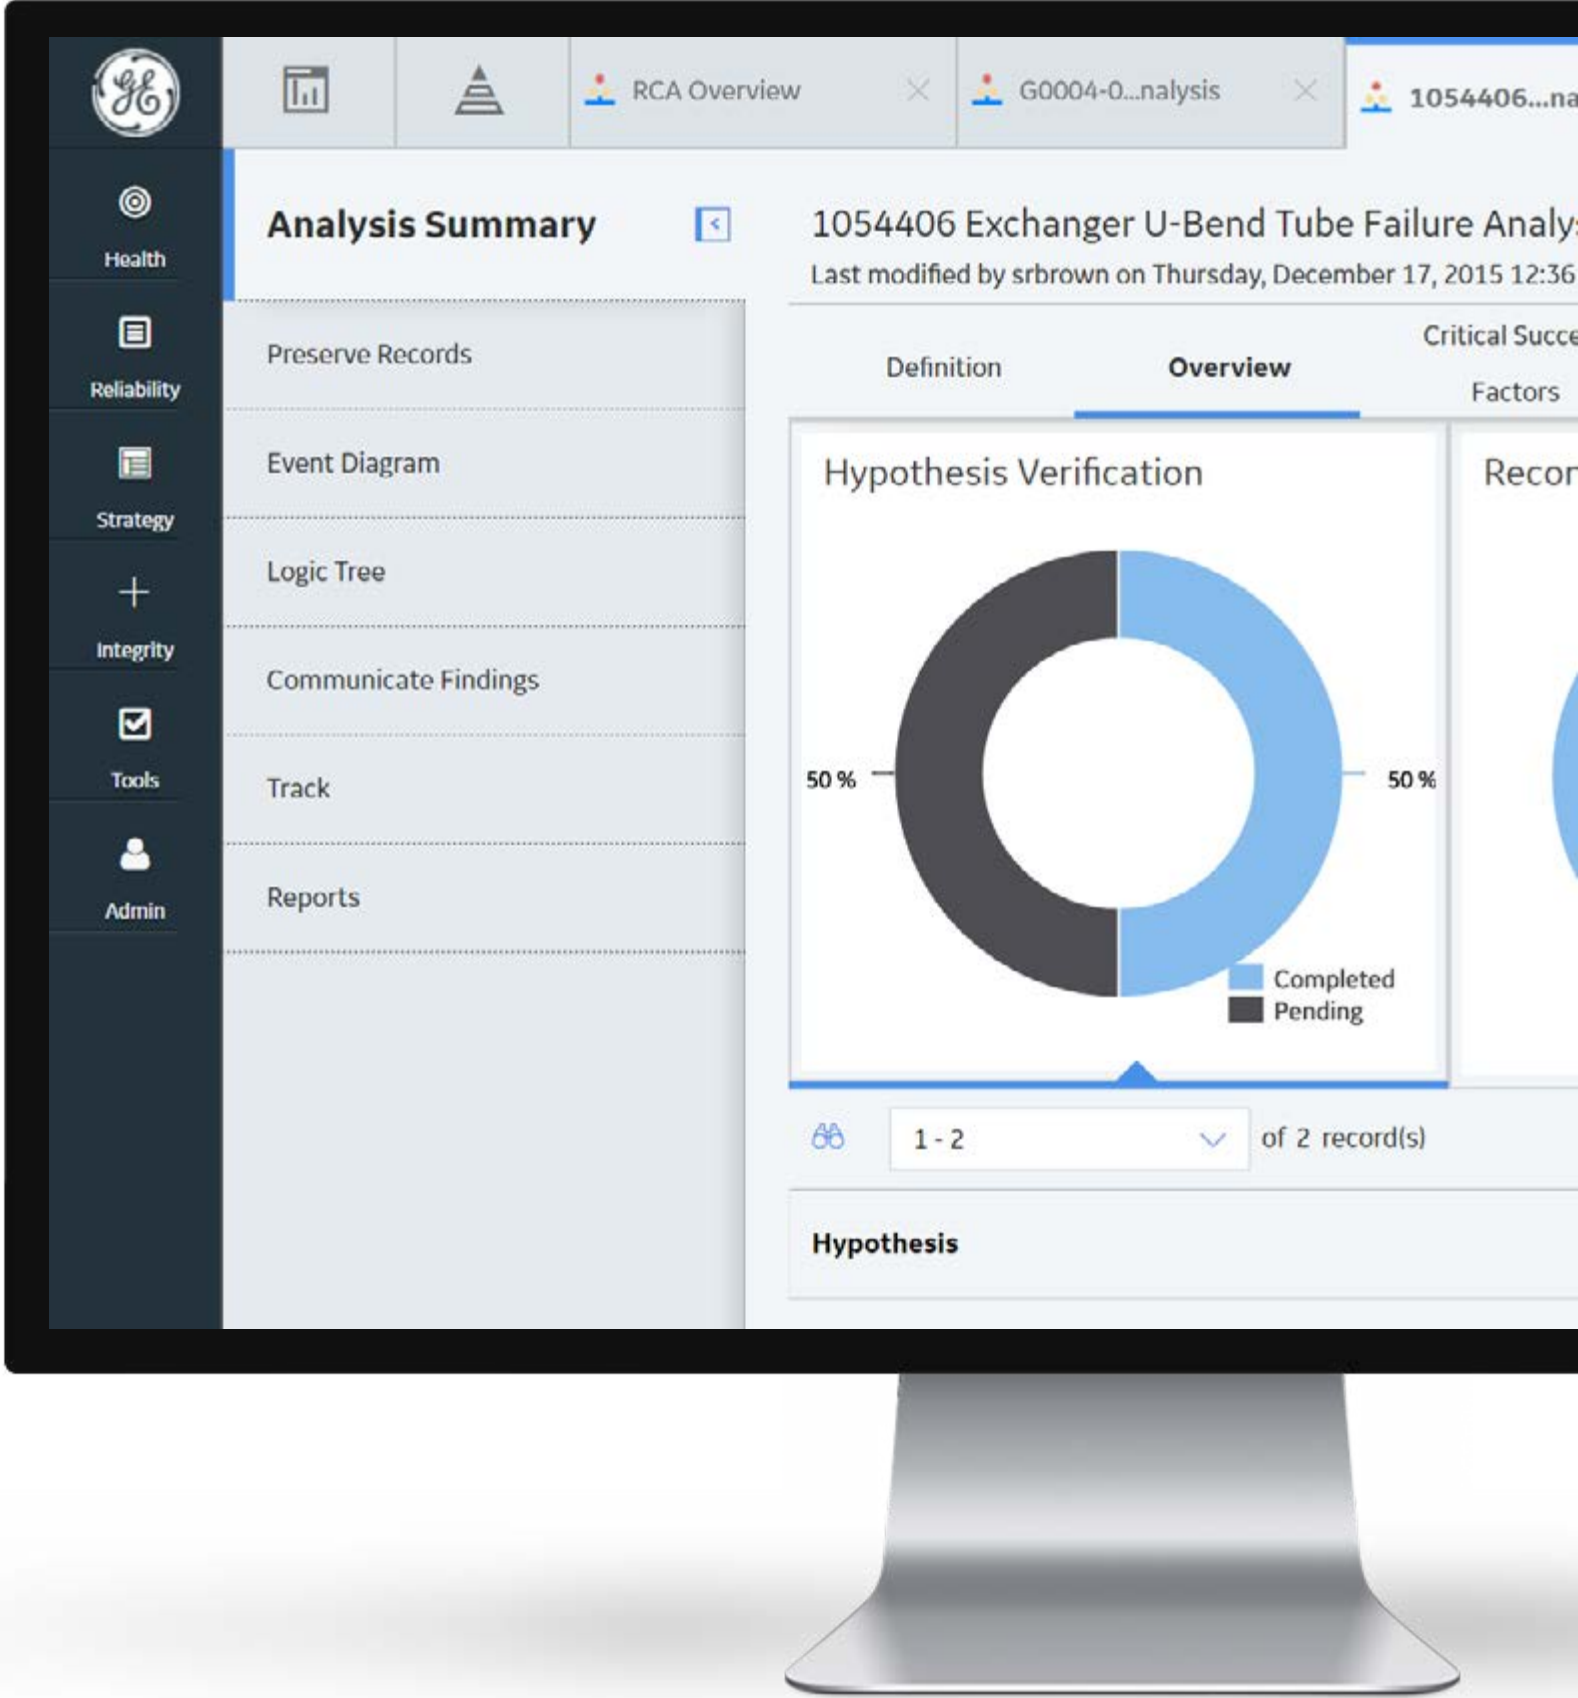 GE
RCA Overview
G0004-0...nalysis
1054406...na
Health
Reliability
Strategy
Integrity
Tools
Admin
Analysis Summary
Preserve Records
Event Diagram
Logic Tree
Communicate Findings
Track
Reports
1054406 Exchanger U-Bend Tube Failure Analys
Last modified by srbrown on Thursday, December 17, 2015 12:36
Definition
Overview
Critical Succe
Factors
Hypothesis Verification
Recon
50 %
50 %
Completed
Pending
1 - 2
of 2 record(s)
Hypothesis